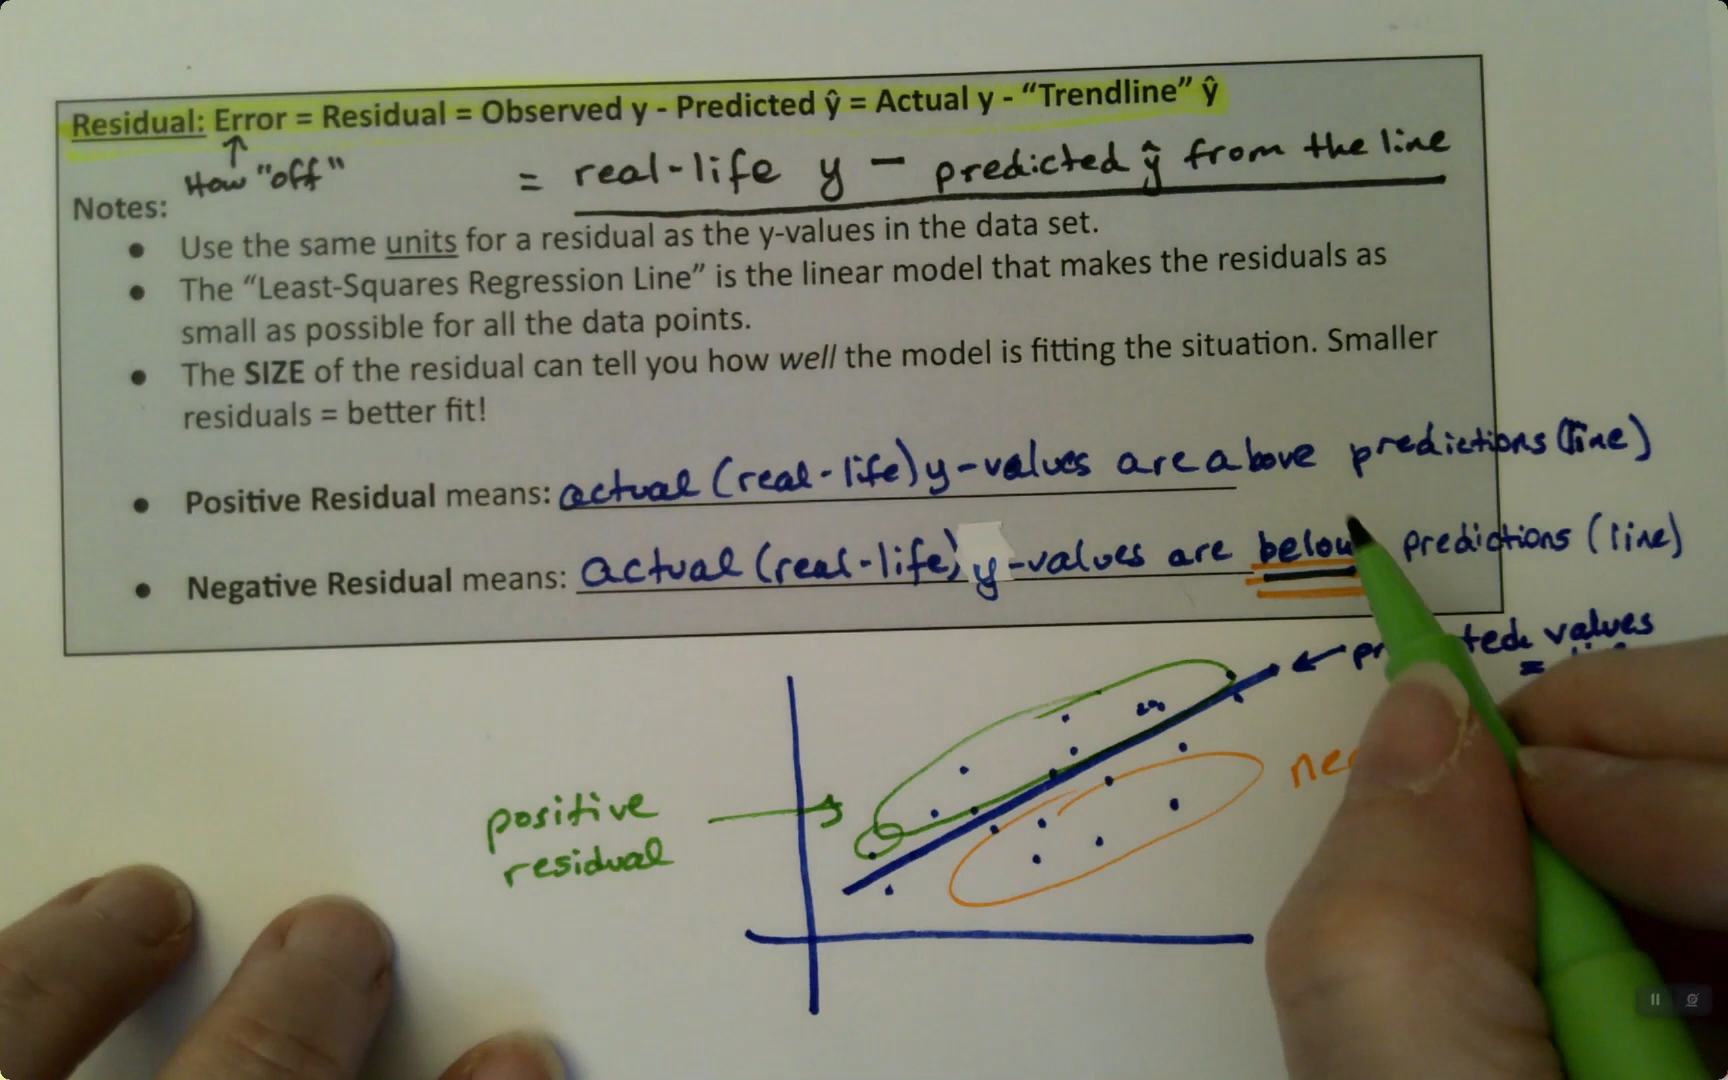 Residual: Error = Residual = Observed y - Predicted ŷ = Actual y - “Trendline” ŷ
How "off"
= real-life y - predicted ŷ from the line
Notes:
● Use the same units for a residual as the y-values in the data set.
● The “Least-Squares Regression Line” is the linear model that makes the residuals as
small as possible for all the data points.
● The SIZE of the residual can tell you how well the model is fitting the situation. Smaller
residuals = better fit!
● Positive Residual means: actual (real-life) y-values are above predictions (line)
● Negative Residual means: actual (real-life) y-values are below predictions (line)
values
=
positive
residual